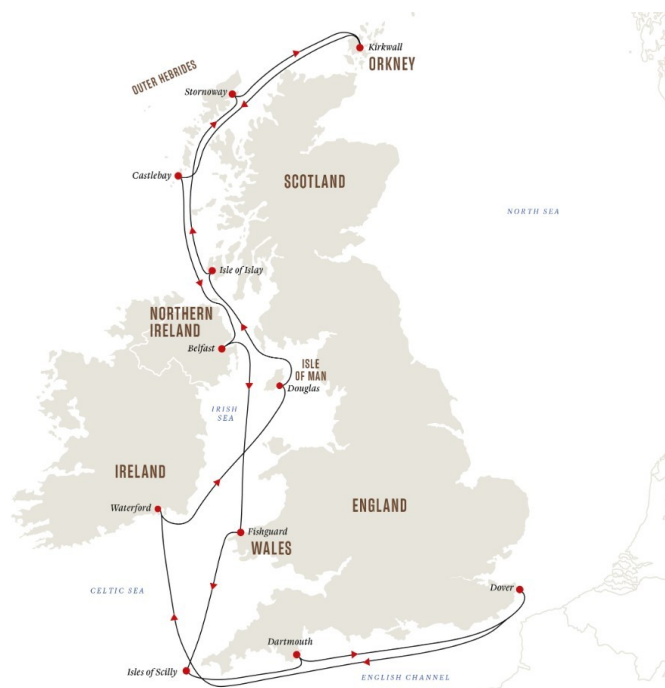 Kirkwall
ORKNEY
OUTER HEBRIDES
Stornoway
Castlebay
SCOTLAND
NORTH SEA
Isle of Islay
NORTHERN
IRELAND
Belfast
ISLE
OF MAN
Douglas
IRISH
SEA
IRELAND
Waterford
ENGLAND
Fishguard
WALES
CELTIC SEA
Dover
Dartmouth
Isles of Scilly
ENGLISH CHANNEL